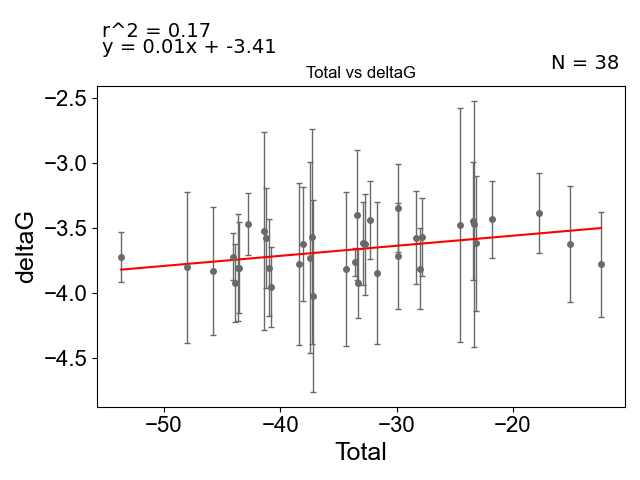 r^2 = 0.17
y = 0.01x + -3.41
N = 38
Total vs deltaG
−2.5
−3.0
−3.5
−4.0
−4.5
deltaG
−50
−40
−30
−20
Total